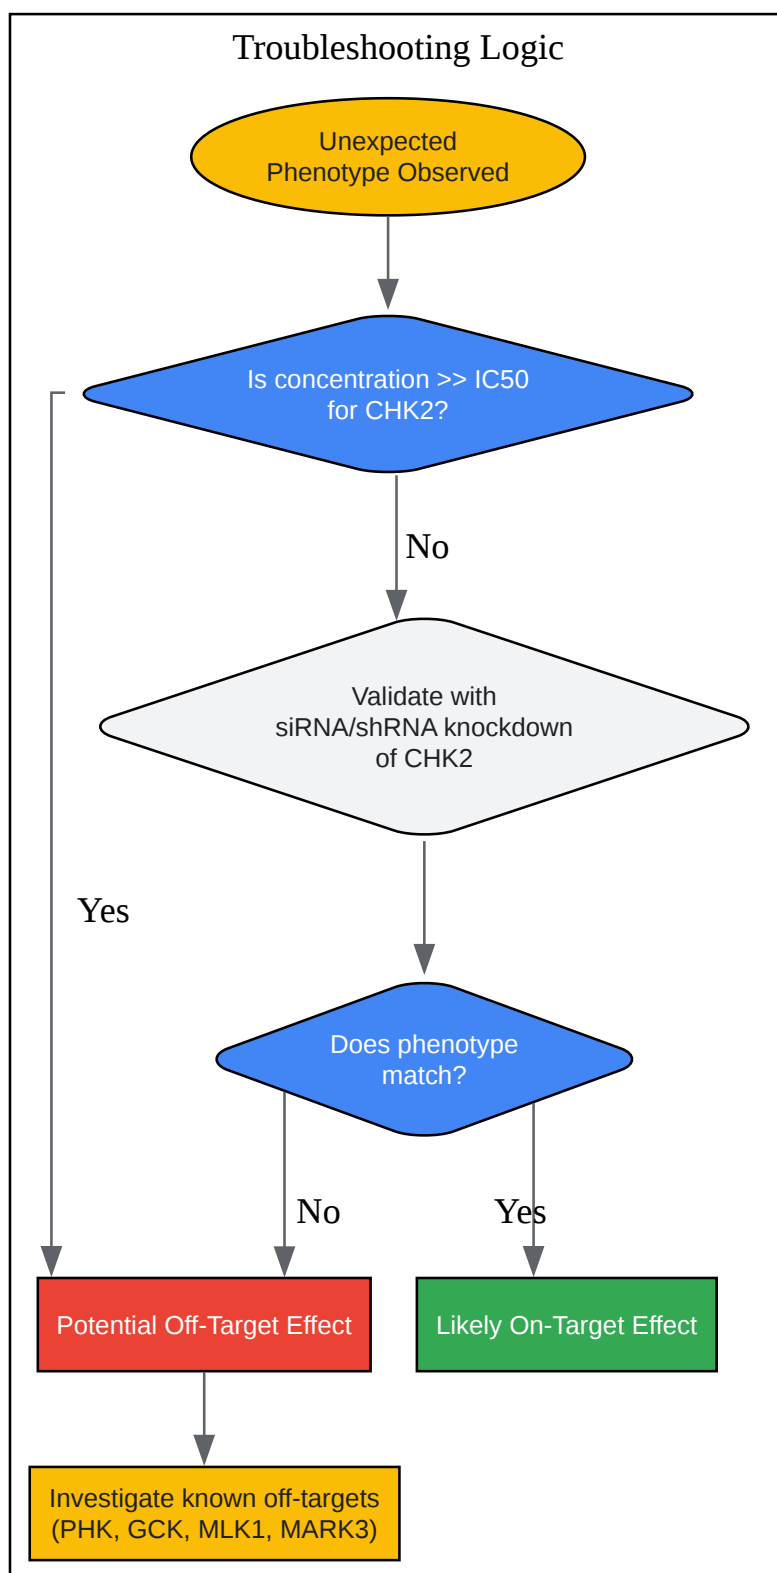 Troubleshooting Logic
Unexpected
Phenotype Observed
Is concentration >> IC50
for CHK2?
No
Validate with
siRNA/shRNA knockdown
of CHK2
Yes
Does phenotype
match?
No
Yes
Potential Off-Target Effect
Likely On-Target Effect
Investigate known off-targets
(PHK, GCK, MLK1, MARK3)